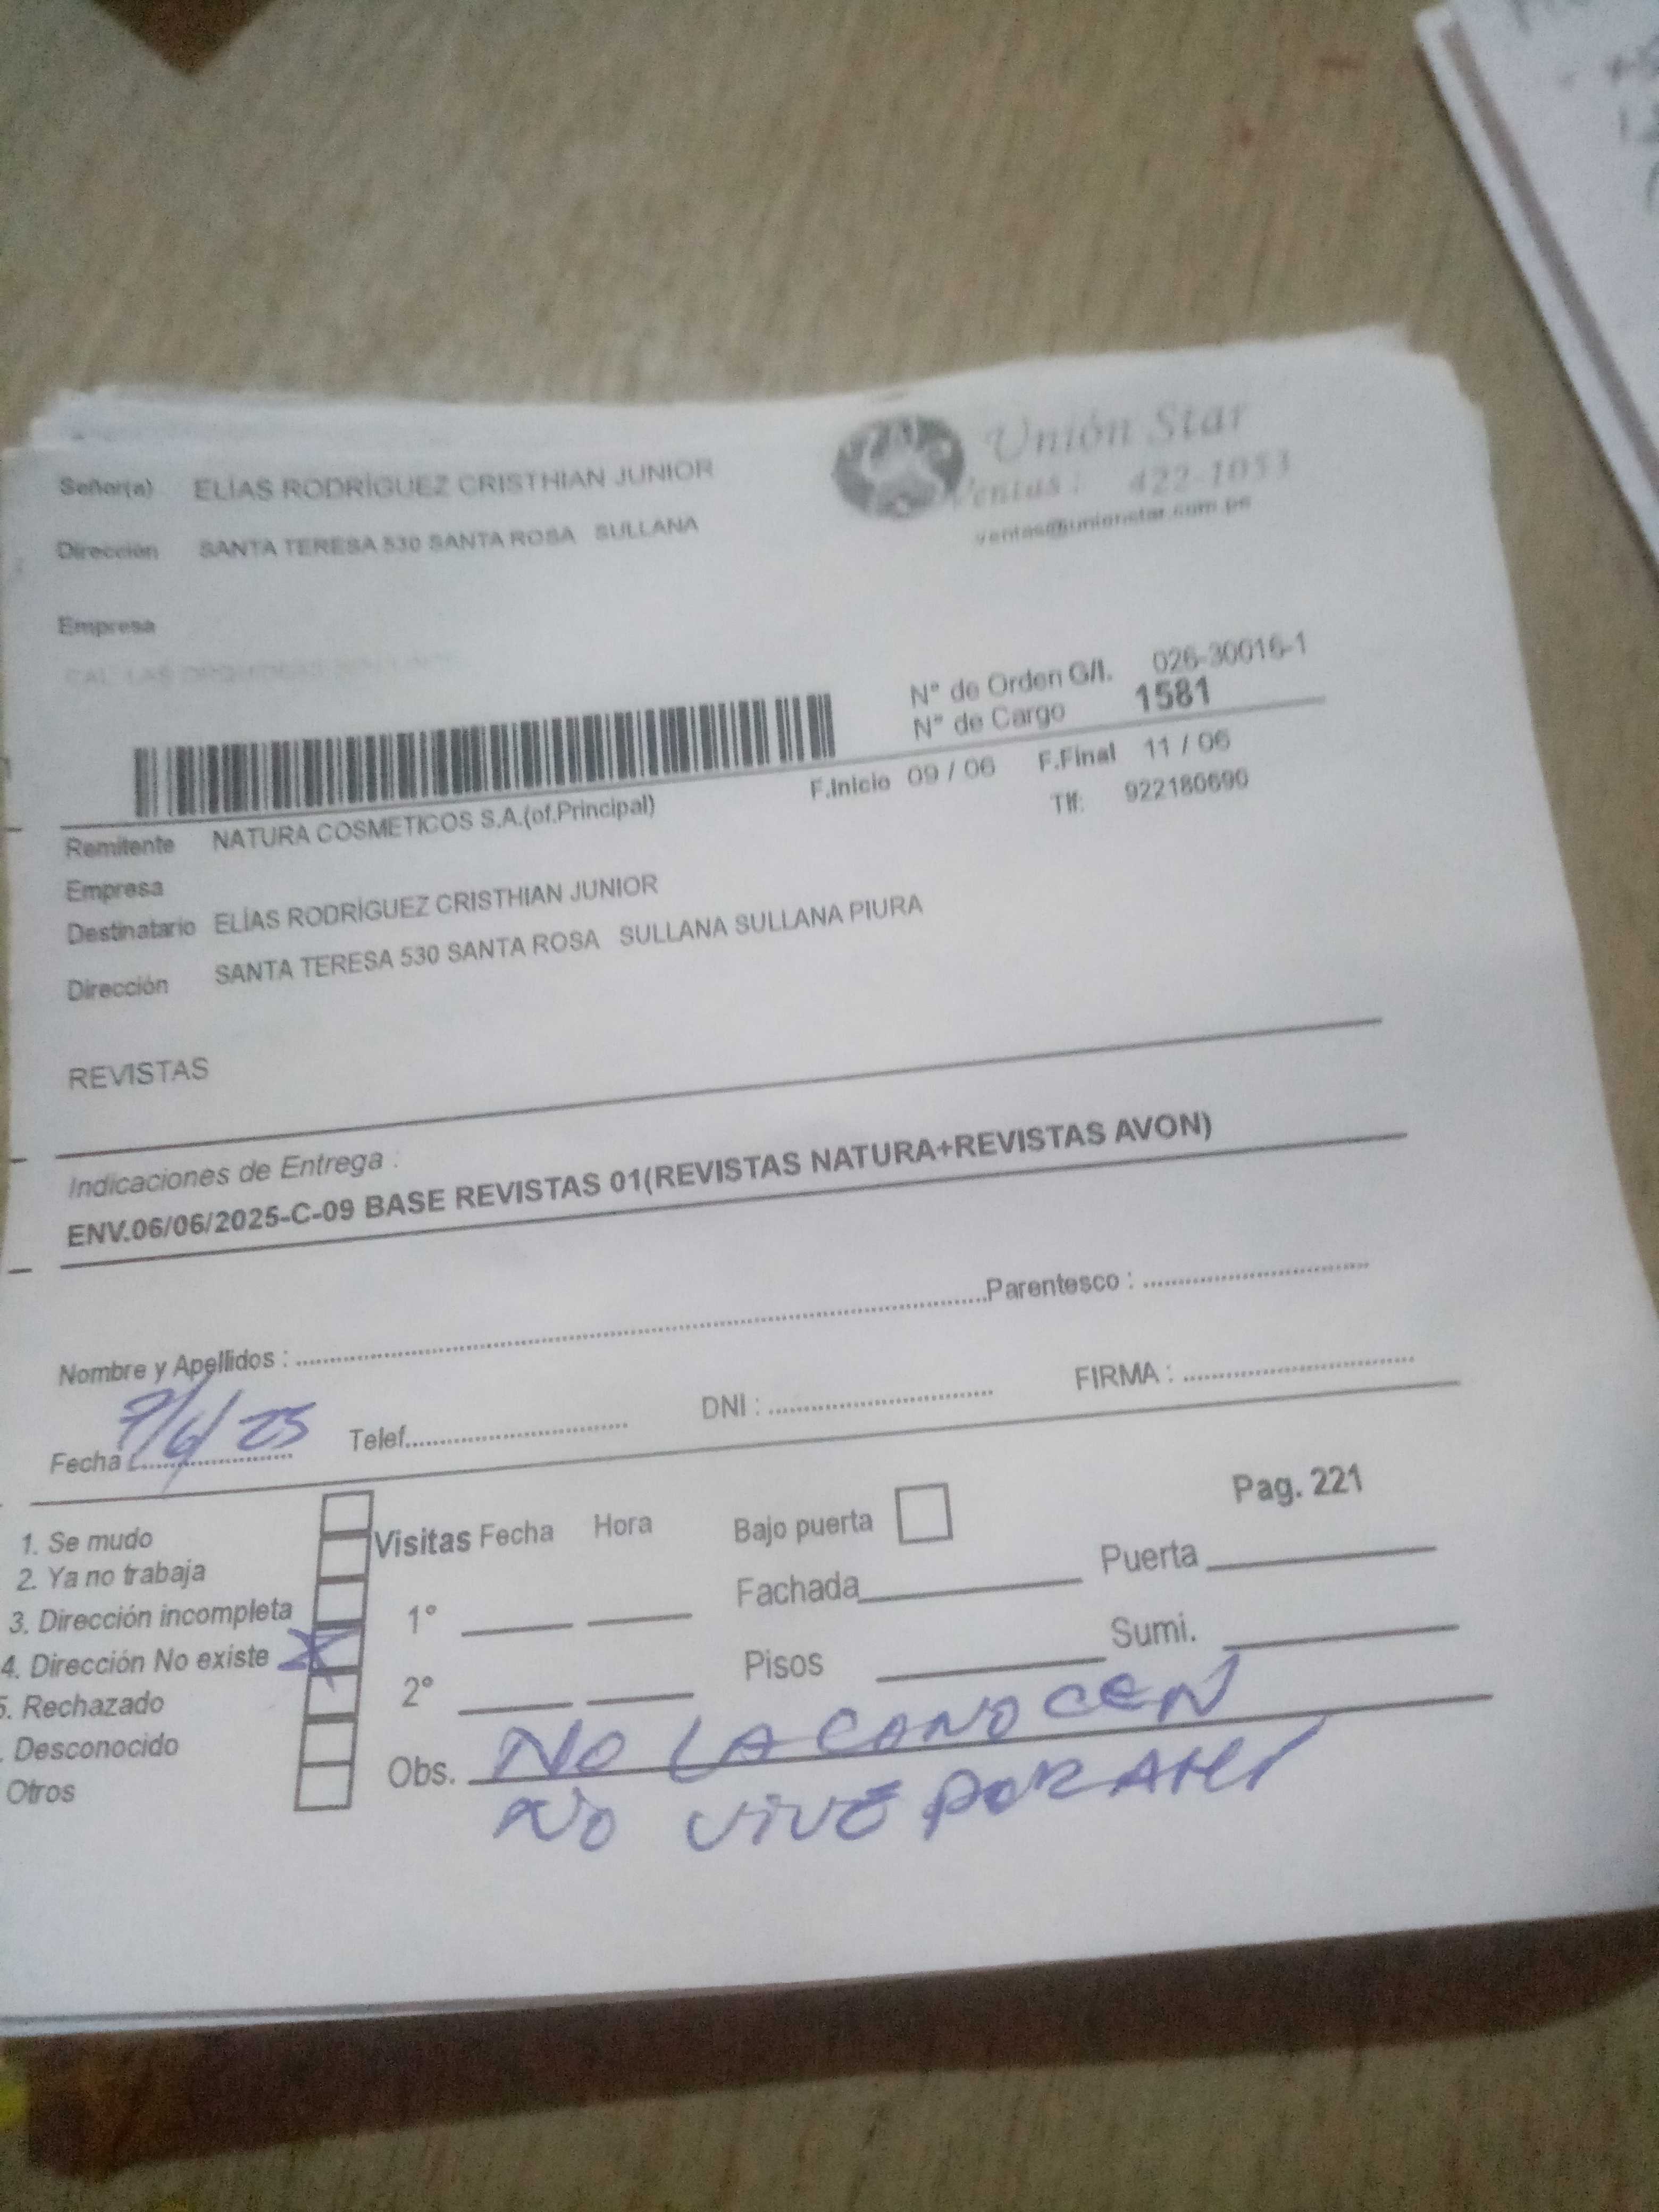 Unión Star
Ventas: 422-1053
ventas@unionstar.com.pe
Señor(a) ELÍAS RODRÍGUEZ CRISTHIAN JUNIOR
Dirección SANTA TERESA 530 SANTA ROSA SULLANA
Empresa
N° de Orden G/I. 026-30016-1
N° de Cargo 1581
F.Inicio 09 / 06 F.Final 11 / 06
Tlf: 922180690
Remitente NATURA COSMETICOS S.A.(of.Principal)
Empresa
Destinatario ELÍAS RODRÍGUEZ CRISTHIAN JUNIOR
Dirección SANTA TERESA 530 SANTA ROSA SULLANA SULLANA PIURA
REVISTAS
Indicaciones de Entrega :
ENV.06/06/2025-C-09 BASE REVISTAS 01(REVISTAS NATURA+REVISTAS AVON)
Nombre y Apellidos : Parentesco :
Fecha : 9/6/25 Telef. DNI : FIRMA :
Pag. 221
1. Se mudo
2. Ya no trabaja
3. Dirección incompleta
4. Dirección No existe X
5. Rechazado
. Desconocido
Otros
Visitas Fecha Hora
1°
2°
Bajo puerta
Fachada Puerta
Pisos Sumi.
Obs. NO LA CONOCEN
NO VIVE POR AHI